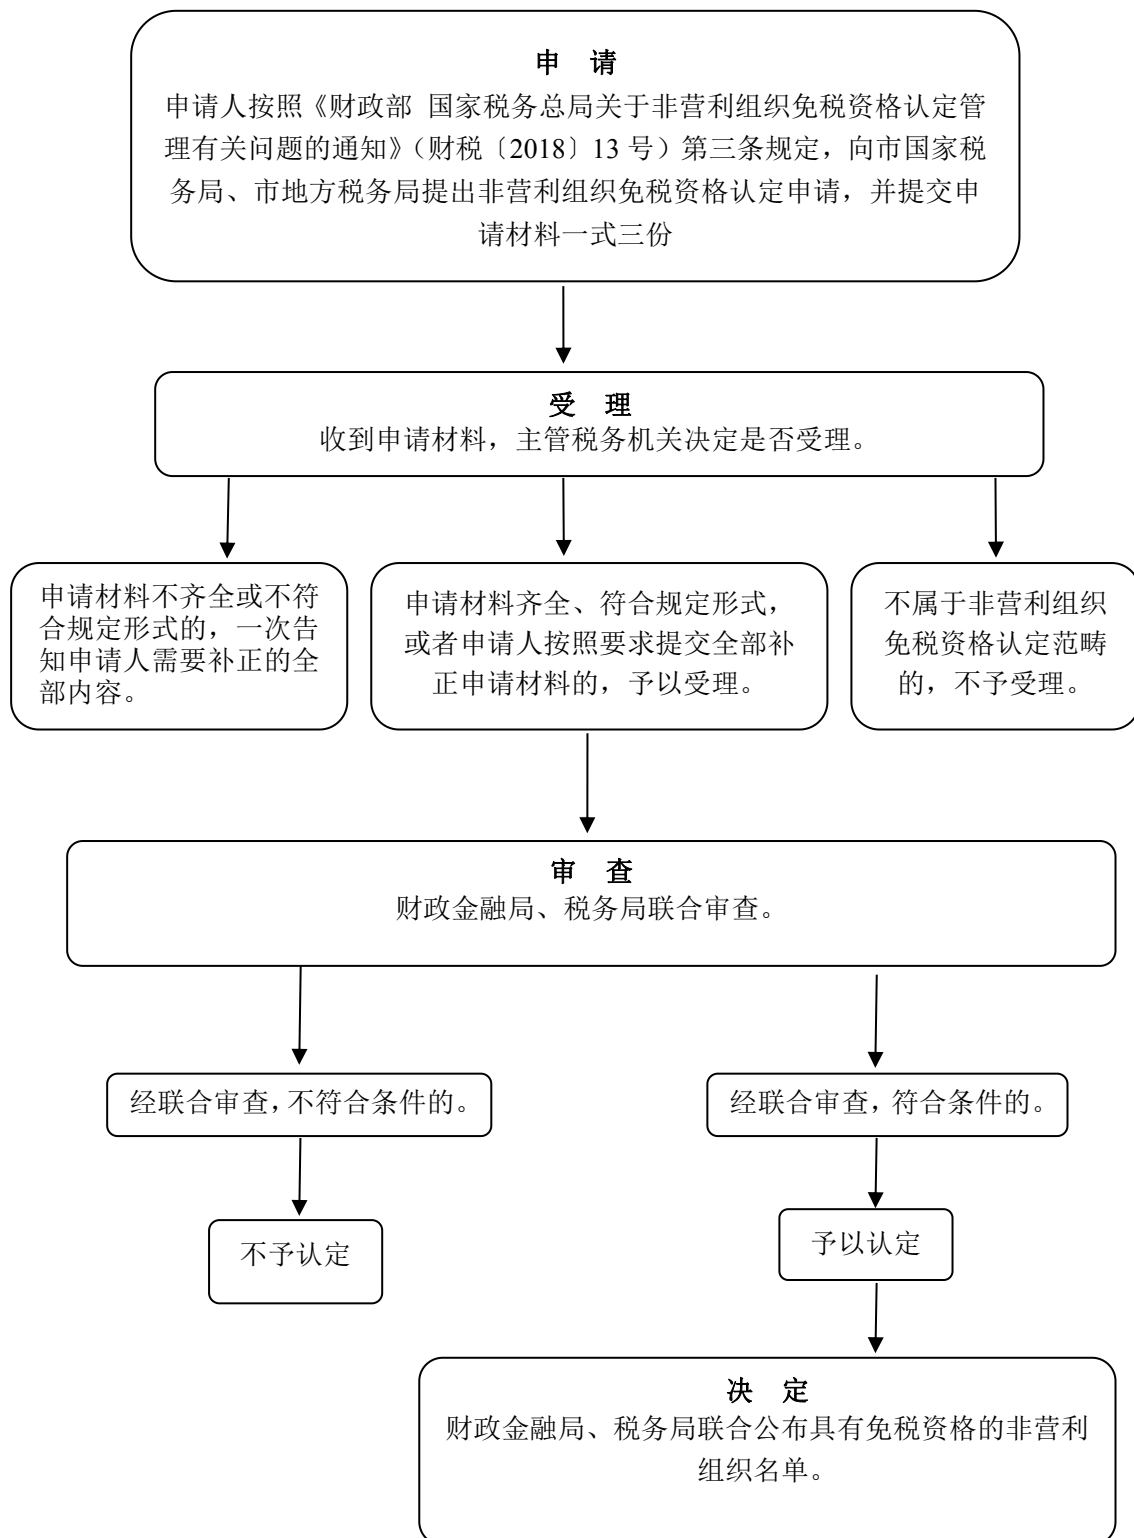 申 请
申请人按照《财政部 国家税务总局关于非营利组织免税资格认定管
理有关问题的通知》（财税〔2018〕13 号）第三条规定，向市国家税
务局、市地方税务局提出非营利组织免税资格认定申请，并提交申
请材料一式三份
受 理
收到申请材料，主管税务机关决定是否受理。
申请材料不齐全或不符
合规定形式的，一次告
知申请人需要补正的全
部内容。
申请材料齐全、符合规定形式，
或者申请人按照要求提交全部补
正申请材料的，予以受理。
不属于非营利组织
免税资格认定范畴
的，不予受理。
审 查
财政金融局、税务局联合审查。
经联合审查，不符合条件的。
经联合审查，符合条件的。
不予认定
予以认定
决 定
财政金融局、税务局联合公布具有免税资格的非营利
组织名单。